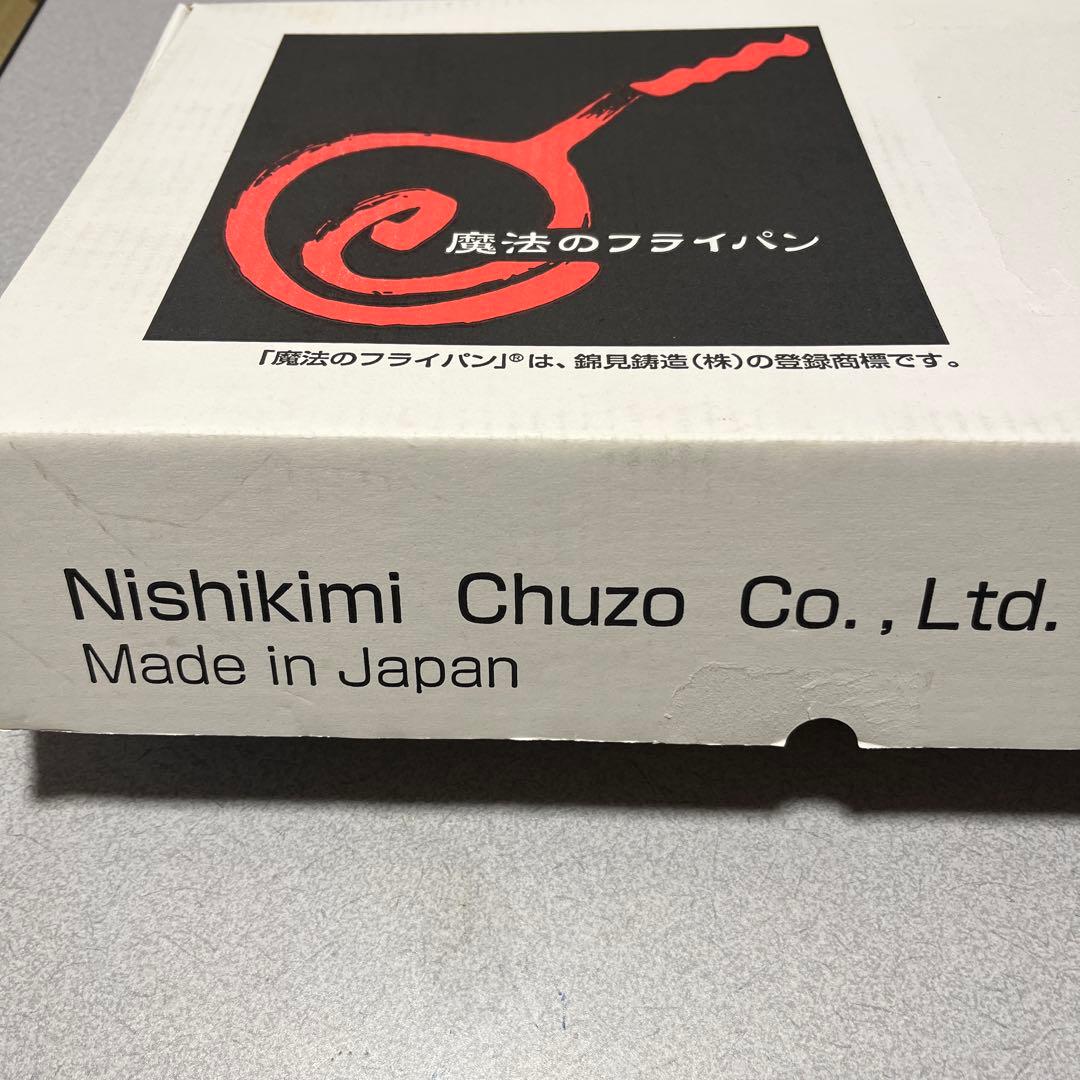 魔法のフライパン
「魔法のフライパン」®は、錦見鋳造(株)の登録商標です。
Nishikimi Chuzo Co., Ltd.
Made in Japan